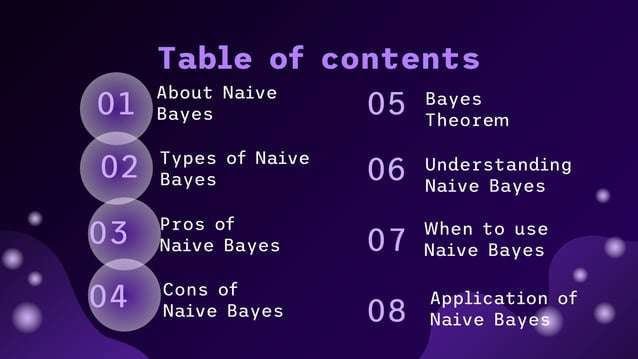 Table of contents
01
About Naive
Bayes
02
Types of Naive
Bayes
03
Pros of
Naive Bayes
04
Cons of
Naive Bayes
05
Bayes
Theorem
06
Understanding
Naive Bayes
07
When to use
Naive Bayes
08
Application of
Naive Bayes